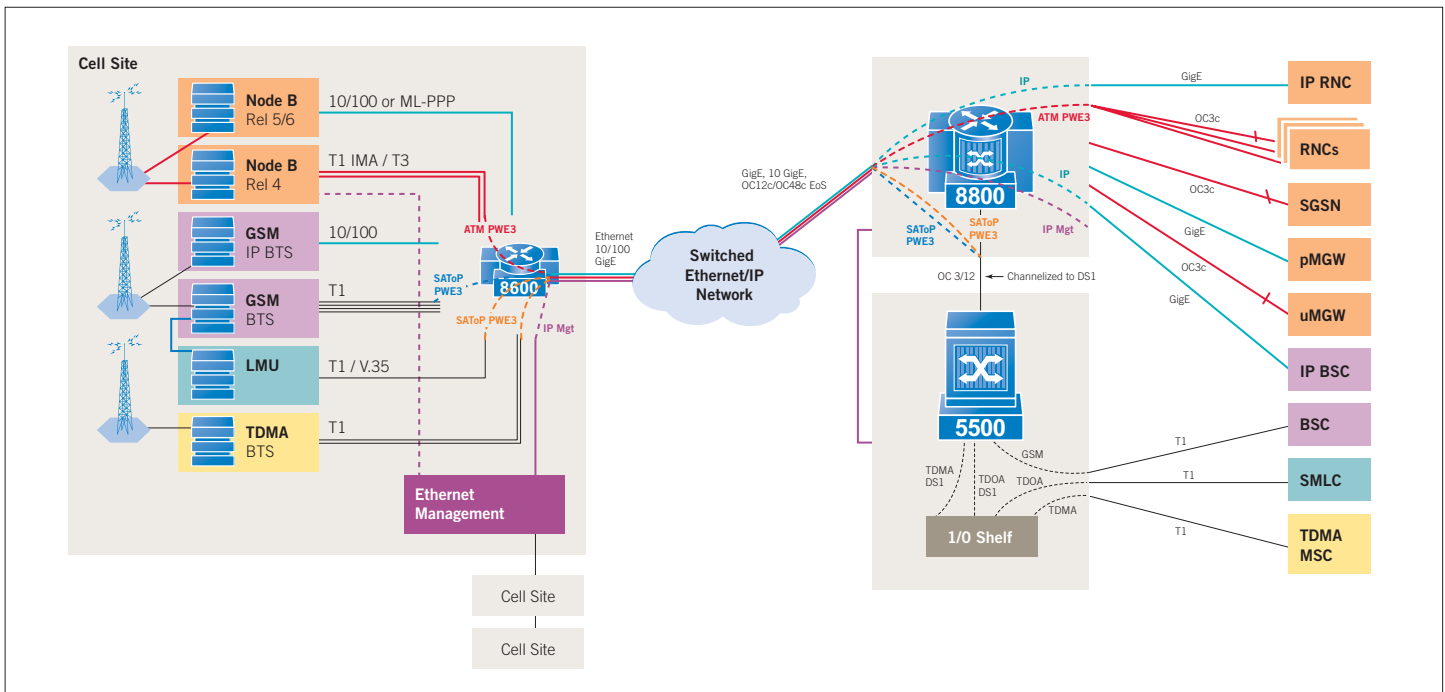 Cell Site
Node B
Rel 5/6
10/100 or ML-PPP
Node B
Rel 4
T1 IMA / T3
GSM
IP BTS
10/100
GSM
BTS
T1
LMU
T1 / V.35
TDMA
BTS
T1
ATM PWE3
8600
SAToP
PWE3
SAToP PWE3
IP Mgt
Ethernet
Management
Cell Site
Cell Site
Ethernet
10/100
GigE
Switched
Ethernet/IP
Network
GigE, 10 GigE,
OC12c/OC48c EoS
IP
ATM PWE3
8800
IP
SAToP
PWE3
SAToP
PWE3
IP Mgt
OC 3/12
Channelized to DS1
5500
GSM
TDMA
DS1
TDOA
DS1
TDOA
TDMA
1/0 Shelf
GigE
OC3c
OC3c
GigE
OC3c
GigE
T1
T1
T1
IP RNC
RNCs
SGSN
pMGW
uMGW
IP BSC
BSC
SMLC
TDMA
MSC